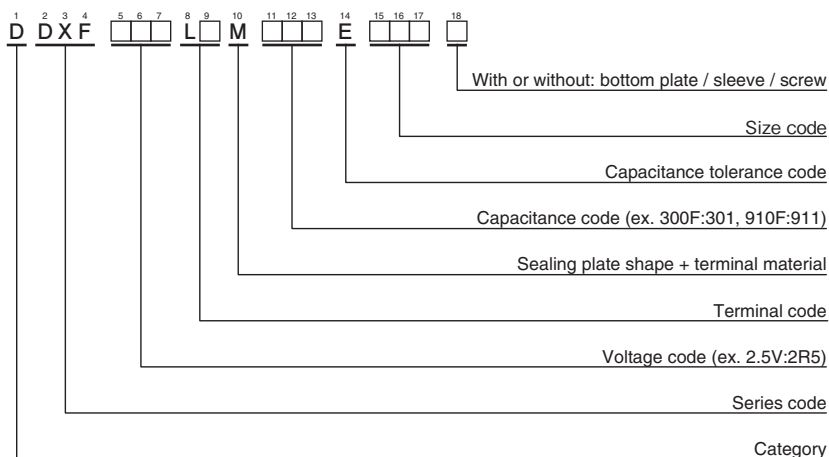 1 2 3 4 5 6 7 8 9 10 11 12 13 14 15 16 17 18
D DXF □□□ L□ M □□□ E □□□ □
With or without: bottom plate / sleeve / screw
Size code
Capacitance tolerance code
Capacitance code (ex. 300F:301, 910F:911)
Sealing plate shape + terminal material
Terminal code
Voltage code (ex. 2.5V:2R5)
Series code
Category